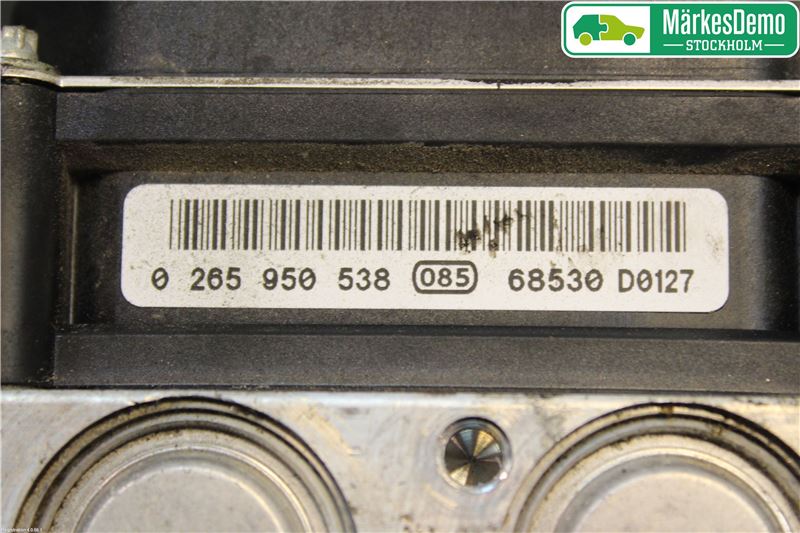 MärkesDemo
STOCKHOLM
0 265 950 538 085 68530 D0127